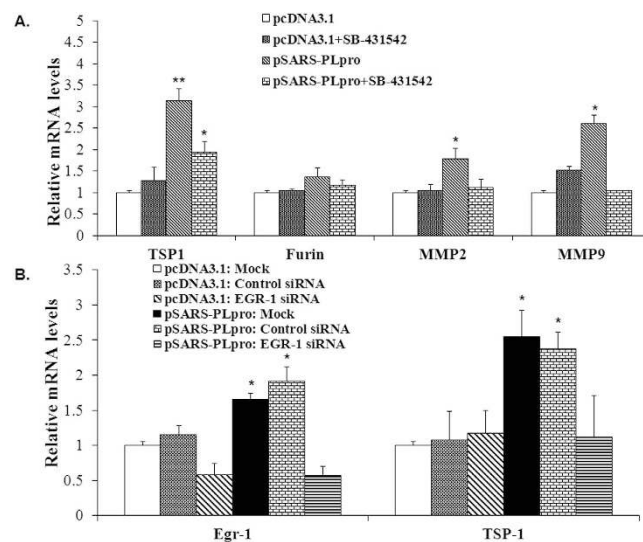 A.
pcDNA3.1
pcDNA3.1+SB-431542
pSARS-PLpro
pSARS-PLpro+SB-431542
Relative mRNA levels
5
4.5
4
3.5
3
2.5
2
1.5
1
0.5
0
**
*
*
*
TSP1 Furin MMP2 MMP9
B.
pcDNA3.1: Mock
pcDNA3.1: Control siRNA
pcDNA3.1: EGR-1 siRNA
pSARS-PLpro: Mock
pSARS-PLpro: Control siRNA
pSARS-PLpro: EGR-1 siRNA
Relative mRNA levels
3.5
3
2.5
2
1.5
1
0.5
0
*
*
*
*
Egr-1 TSP-1